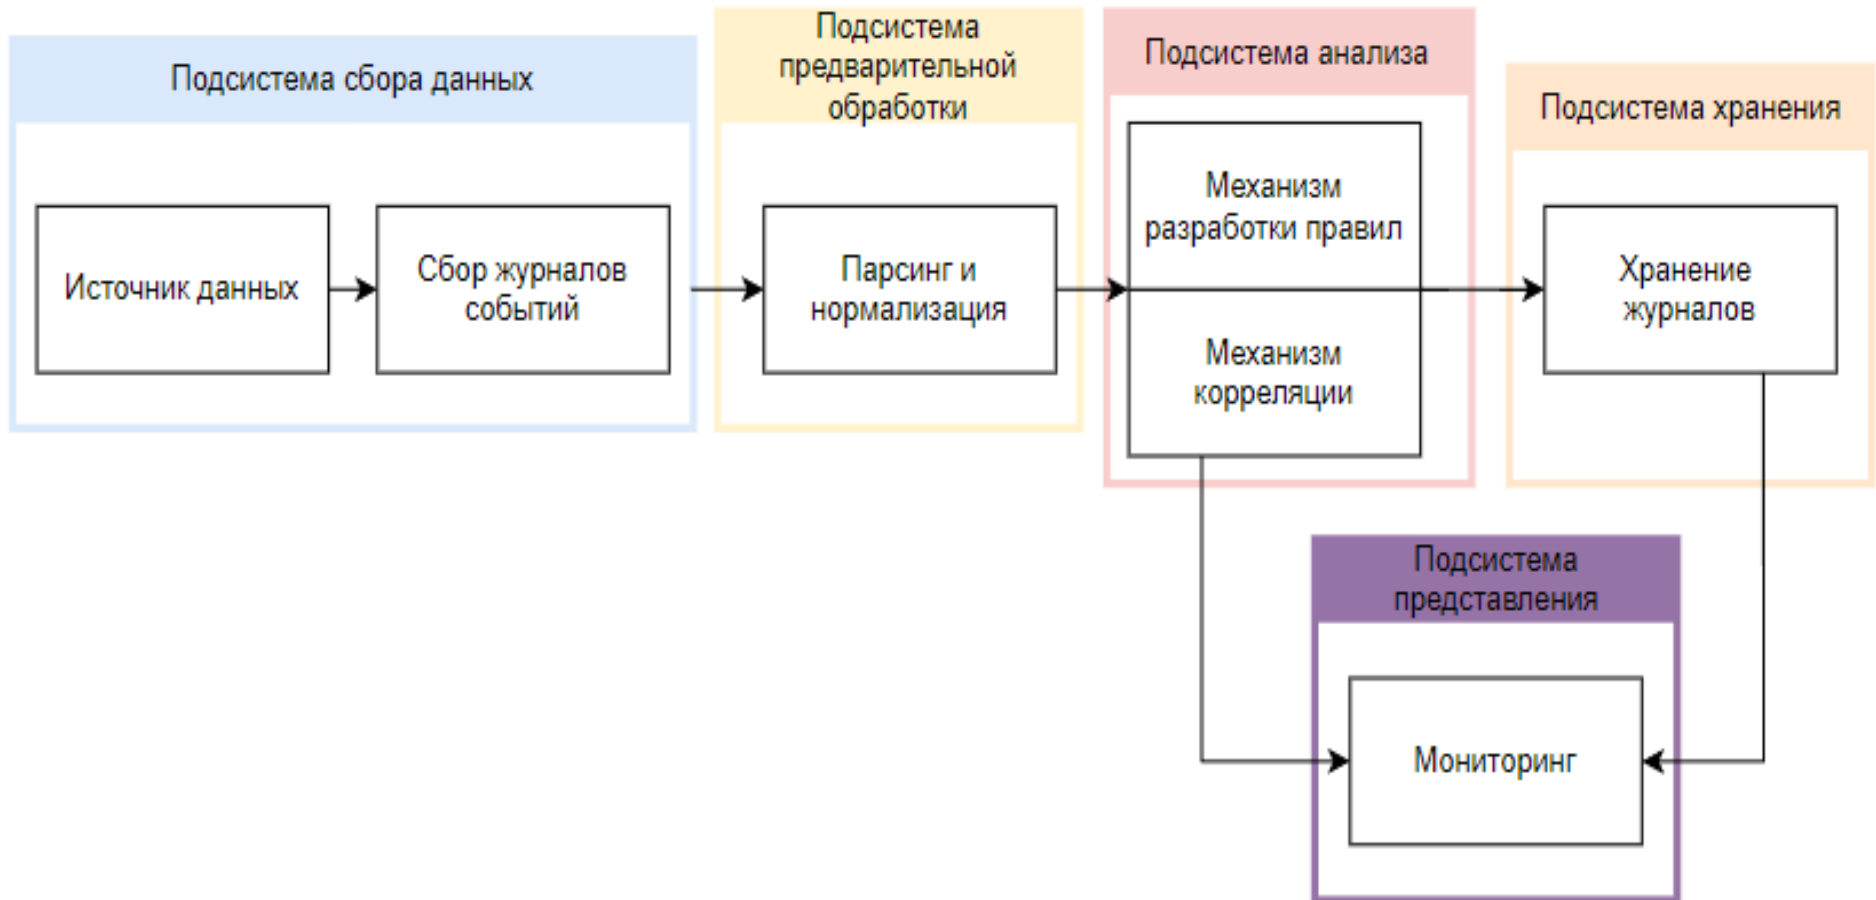 Подсистема сбора данных
Источник данных
Сбор журналов
событий
Подсистема
предварительной
обработки
Парсинг и
нормализация
Подсистема анализа
Механизм
разработки правил
Механизм
корреляции
Подсистема хранения
Хранение
журналов
Подсистема
представления
Мониторинг